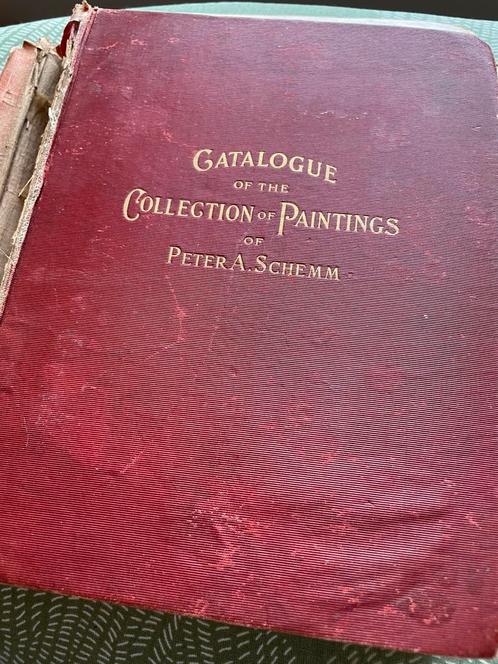 CATALOGUE
OF THE
COLLECTION OF PAINTINGS
OF
PETER A. SCHEMM